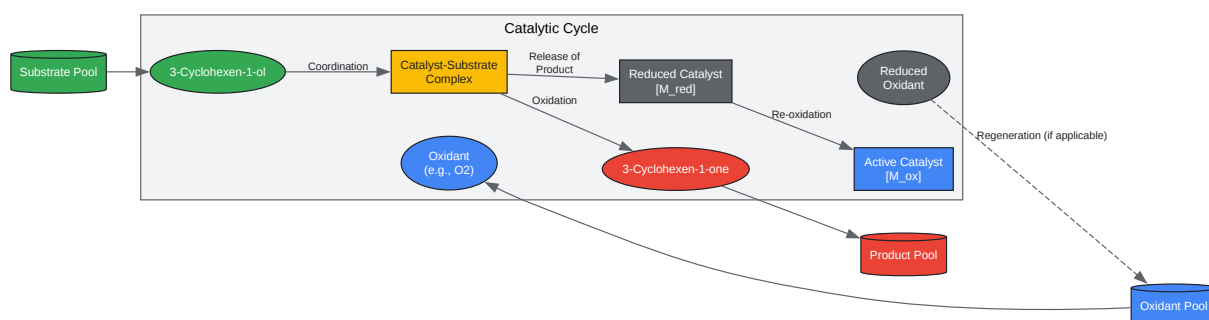 Catalytic Cycle
Substrate Pool
3-Cyclohexen-1-ol
Coordination
Catalyst-Substrate
Complex
Release of
Product
Oxidation
Reduced Catalyst
[M_red]
Re-oxidation
Reduced
Oxidant
Regeneration (if applicable)
Oxidant
(e.g., O2)
3-Cyclohexen-1-one
Active Catalyst
[M_ox]
Product Pool
Oxidant Pool